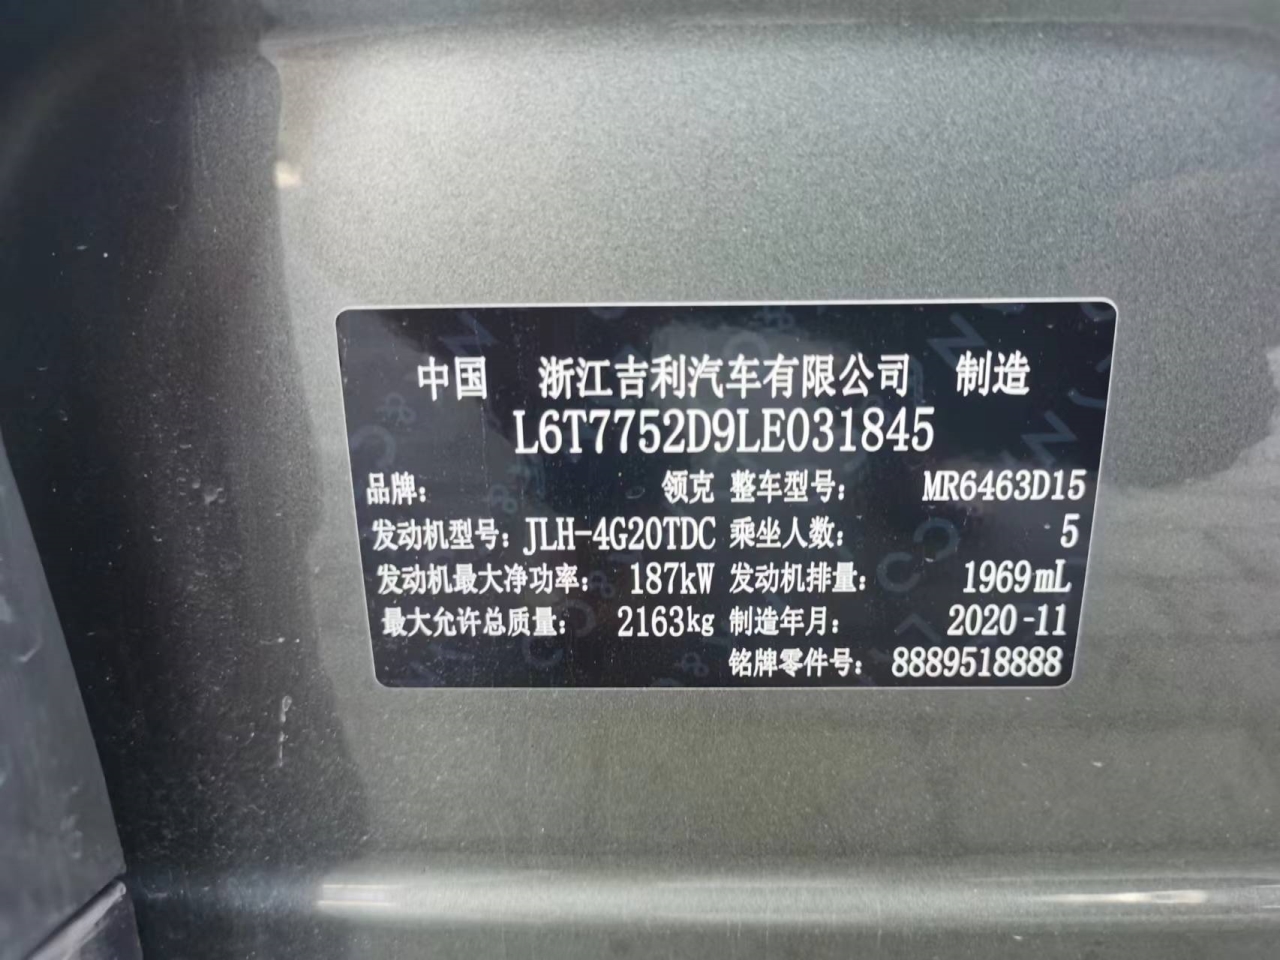 中国 浙江吉利汽车有限公司 制造
L6T7752D9LE031845
品牌: 领克 整车型号: MR6463D15
发动机型号: JLH-4G20TDC 乘坐人数: 5
发动机最大净功率: 187kW 发动机排量: 1969mL
最大允许总质量: 2163kg 制造年月: 2020-11
铭牌零件号: 8889518888